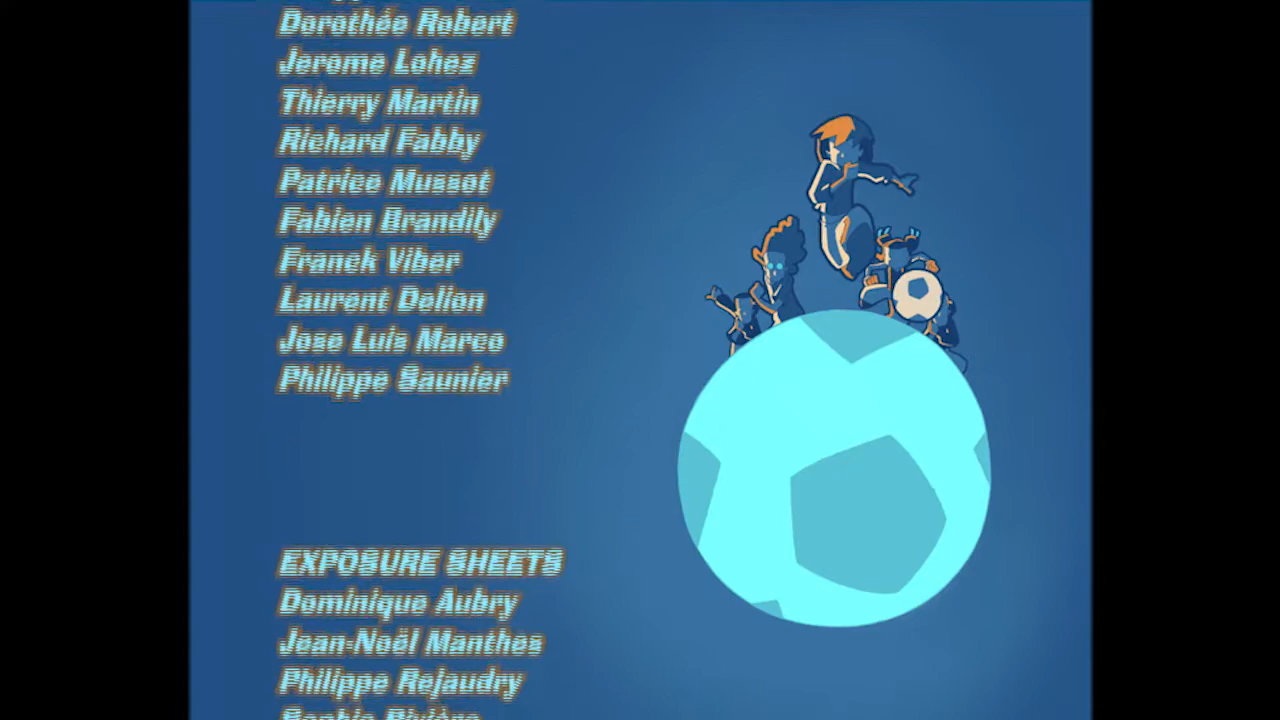 Dorothée Robert
Jerome Lohez
Thierry Martin
Richard Fabby
Patrice Mussot
Fabien Brandily
Franck Viber
Laurent Delion
Jose Luis Marco
Philippe Saunier
EXPOSURE SHEETS
Dominique Aubry
Jean-Noël Manthes
Philippe Rejaudry